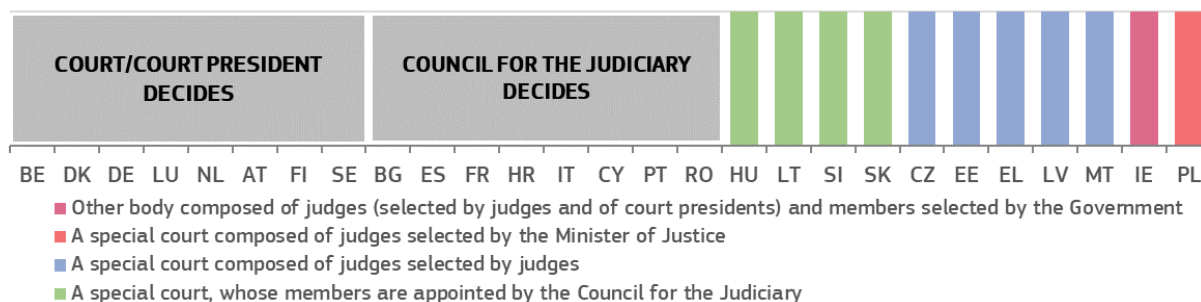 COURT/COURT PRESIDENT
DECIDES
COUNCIL FOR THE JUDICIARY
DECIDES
BE DK DE LU NL AT FI SE BG ES FR HR IT CY PT RO HU LT SI SK CZ EE EL LV MT IE PL
Other body composed of judges (selected by judges and of court presidents) and members selected by the Government
A special court composed of judges selected by the Minister of Justice
A special court composed of judges selected by judges
A special court, whose members are appointed by the Council for the Judiciary